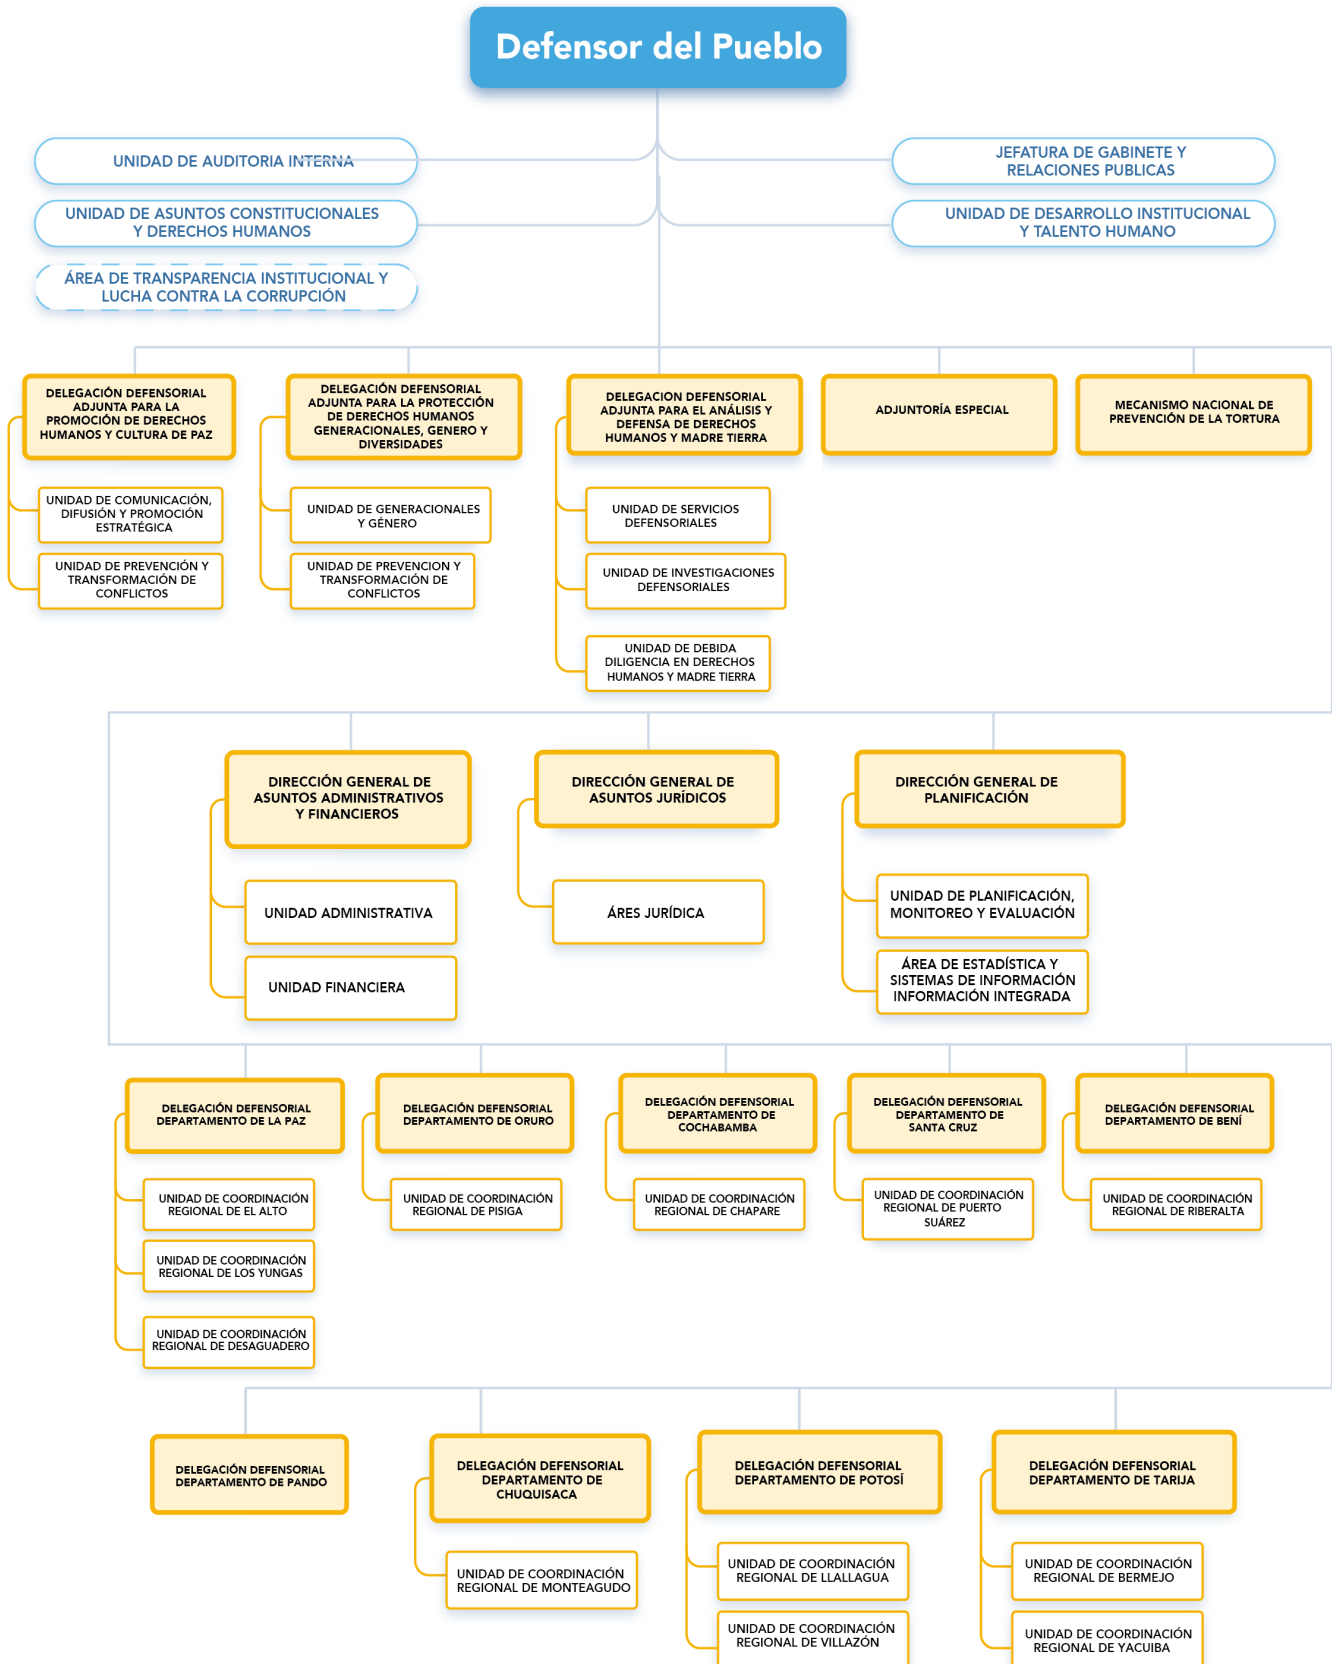 Defensor del Pueblo
UNIDAD DE AUDITORIA INTERNA
JEFATURA DE GABINETE Y
RELACIONES PUBLICAS
UNIDAD DE ASUNTOS CONSTITUCIONALES
Y DERECHOS HUMANOS
UNIDAD DE DESARROLLO INSTITUCIONAL
Y TALENTO HUMANO
ÁREA DE TRANSPARENCIA INSTITUCIONAL Y
LUCHA CONTRA LA CORRUPCIÓN
DELEGACIÓN DEFENSORIAL
ADJUNTA PARA LA
PROMOCIÓN DE DERECHOS
HUMANOS Y CULTURA DE PAZ
UNIDAD DE COMUNICACIÓN,
DIFUSIÓN Y PROMOCIÓN
ESTRATÉGICA
UNIDAD DE PREVENCIÓN Y
TRANSFORMACIÓN DE
CONFLICTOS
DELEGACIÓN DEFENSORIAL
ADJUNTA PARA LA PROTECCIÓN
DE DERECHOS HUMANOS
GENERACIONALES, GENERO Y
DIVERSIDADES
UNIDAD DE GENERACIONALES
Y GÉNERO
UNIDAD DE PREVENCION Y
TRANSFORMACIÓN DE
CONFLICTOS
DELEGACION DEFENSORIAL
ADJUNTA PARA EL ANÁLISIS Y
DEFENSA DE DERECHOS
HUMANOS Y MADRE TIERRA
UNIDAD DE SERVICIOS
DEFENSORIALES
UNIDAD DE INVESTIGACIONES
DEFENSORIALES
UNIDAD DE DEBIDA
DILIGENCIA EN DERECHOS
HUMANOS Y MADRE TIERRA
ADJUNTORÍA ESPECIAL
MECANISMO NACIONAL DE
PREVENCIÓN DE LA TORTURA
DIRECCIÓN GENERAL DE
ASUNTOS ADMINISTRATIVOS
Y FINANCIEROS
UNIDAD ADMINISTRATIVA
UNIDAD FINANCIERA
DIRECCIÓN GENERAL DE
ASUNTOS JURÍDICOS
ÁRES JURÍDICA
DIRECCIÓN GENERAL DE
PLANIFICACIÓN
UNIDAD DE PLANIFICACIÓN,
MONITOREO Y EVALUACIÓN
ÁREA DE ESTADÍSTICA Y
SISTEMAS DE INFORMACIÓN
INFORMACIÓN INTEGRADA
DELEGACIÓN DEFENSORIAL
DEPARTAMENTO DE LA PAZ
UNIDAD DE COORDINACIÓN
REGIONAL DE EL ALTO
UNIDAD DE COORDINACIÓN
REGIONAL DE LOS YUNGAS
UNIDAD DE COORDINACIÓN
REGIONAL DE DESAGUADERO
DELEGACIÓN DEFENSORIAL
DEPARTAMENTO DE ORURO
UNIDAD DE COORDINACIÓN
REGIONAL DE PISIGA
DELEGACIÓN DEFENSORIAL
DEPARTAMENTO DE
COCHABAMBA
UNIDAD DE COORDINACIÓN
REGIONAL DE CHAPARE
DELEGACIÓN DEFENSORIAL
DEPARTAMENTO DE
SANTA CRUZ
UNIDAD DE COORDINACIÓN
REGIONAL DE PUERTO
SUÁREZ
DELEGACIÓN DEFENSORIAL
DEPARTAMENTO DE BENÍ
UNIDAD DE COORDINACIÓN
REGIONAL DE RIBERALTA
DELEGACIÓN DEFENSORIAL
DEPARTAMENTO DE PANDO
DELEGACIÓN DEFENSORIAL
DEPARTAMENTO DE
CHUQUISACA
UNIDAD DE COORDINACIÓN
REGIONAL DE MONTEAGUDO
DELEGACIÓN DEFENSORIAL
DEPARTAMENTO DE POTOSÍ
UNIDAD DE COORDINACIÓN
REGIONAL DE LLALLAGUA
UNIDAD DE COORDINACIÓN
REGIONAL DE VILLAZÓN
DELEGACIÓN DEFENSORIAL
DEPARTAMENTO DE TARIJA
UNIDAD DE COORDINACIÓN
REGIONAL DE BERMEJO
UNIDAD DE COORDINACIÓN
REGIONAL DE YACUIBA